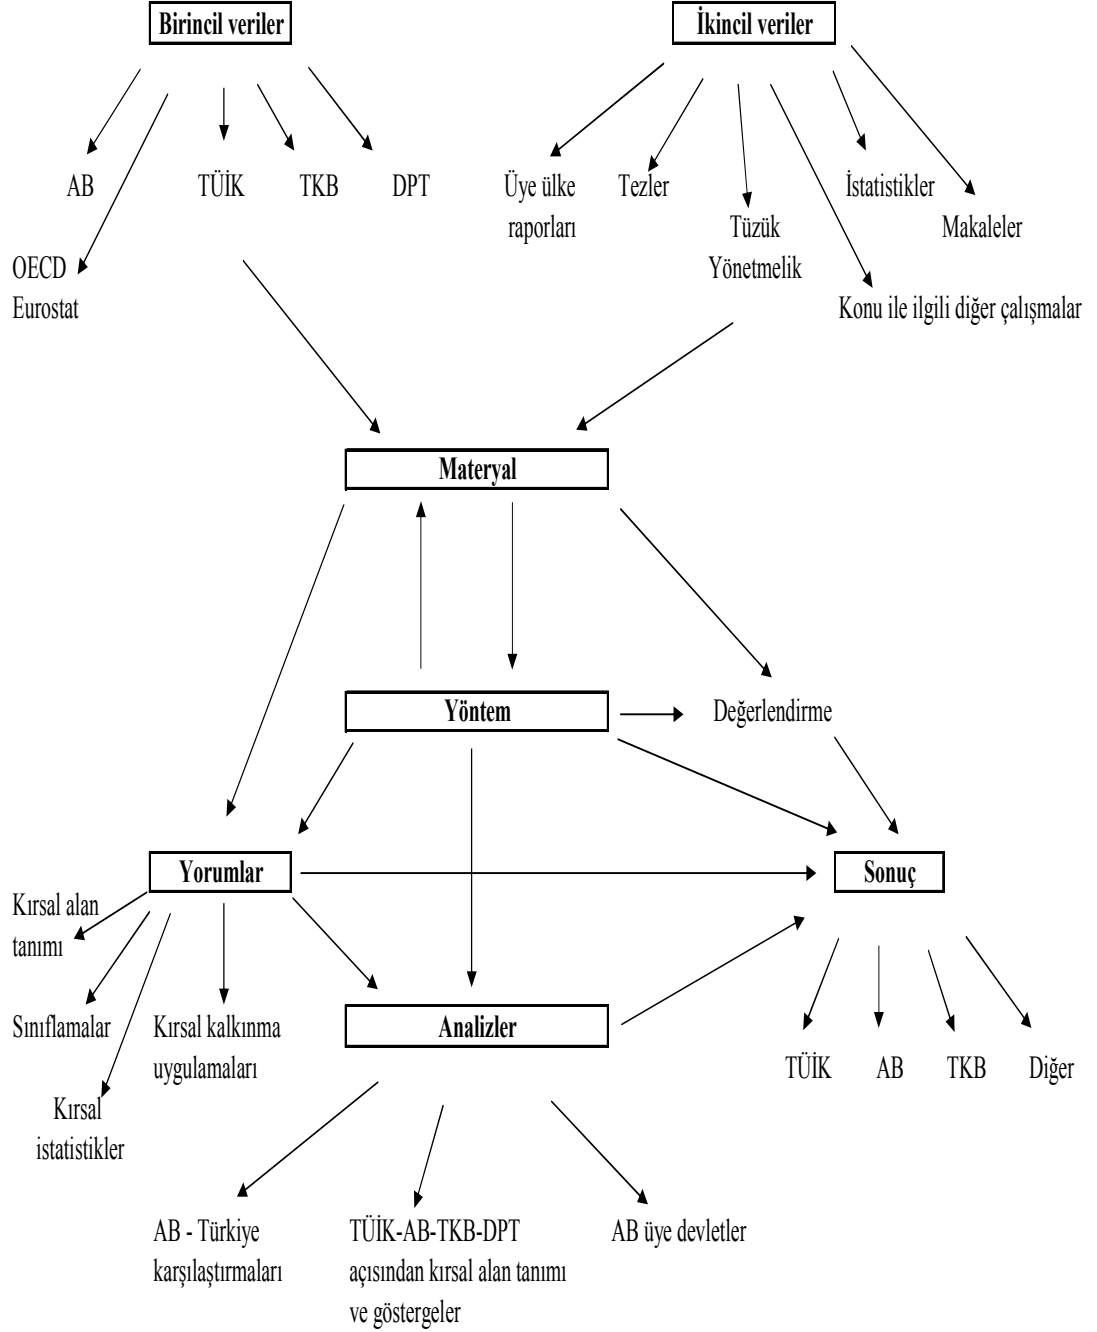 Birincil veriler
İkincil veriler
AB
TÜİK
TKB
DPT
OECD
Eurostat
Üye ülke
raporları
Tezler
Tüzük
Yönetmelik
İstatistikler
Makaleler
Konu ile ilgili diğer çalışmalar
Materyal
Yöntem
Değerlendirme
Yorumlar
Sonuç
Kırsal alan
tanımı
Sınıflamalar
Kırsal
istatistikler
Kırsal kalkınma
uygulamaları
Analizler
TÜİK
AB
TKB
Diğer
AB - Türkiye
karşılaştırmaları
TÜİK-AB-TKB-DPT
açısından kırsal alan tanımı
ve göstergeler
AB üye devletler